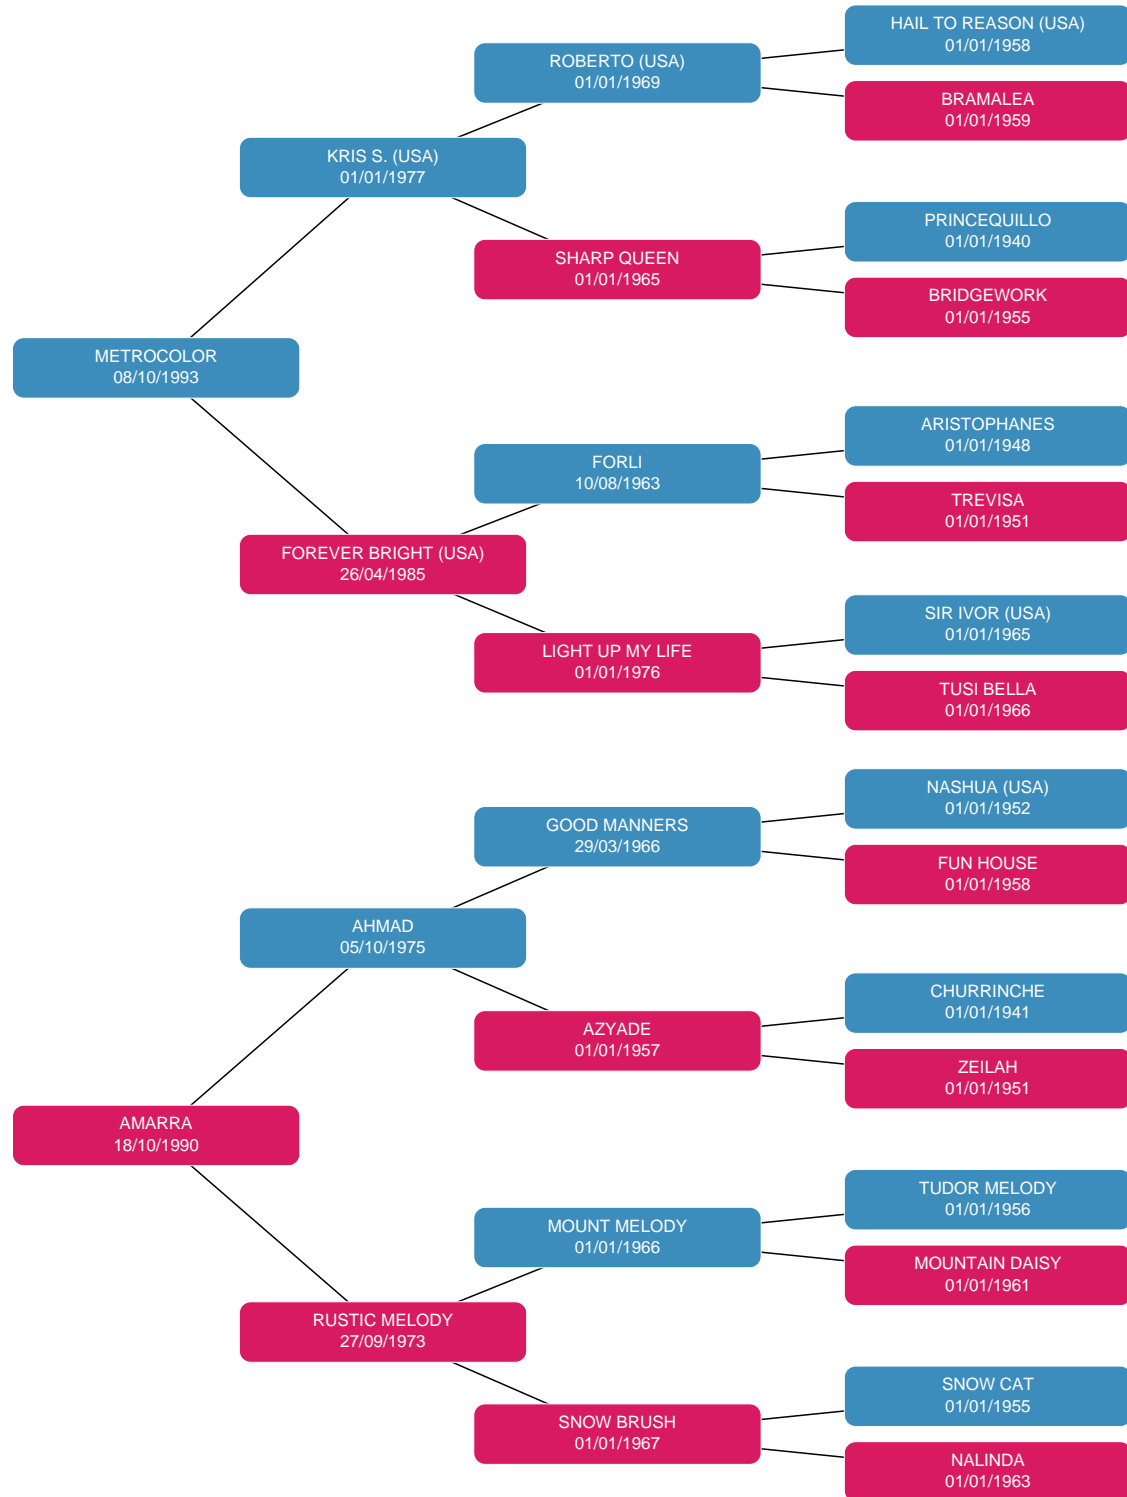 HAIL TO REASON (USA)
01/01/1958
ROBERTO (USA)
01/01/1969
BRAMALEA
01/01/1959
KRIS S. (USA)
01/01/1977
PRINCEQUILLO
01/01/1940
SHARP QUEEN
01/01/1965
BRIDGEWORK
01/01/1955
METROCOLOR
08/10/1993
ARISTOPHANES
01/01/1948
FORLI
10/08/1963
TREVISA
01/01/1951
FOREVER BRIGHT (USA)
26/04/1985
SIR IVOR (USA)
01/01/1965
LIGHT UP MY LIFE
01/01/1976
TUSI BELLA
01/01/1966
NASHUA (USA)
01/01/1952
GOOD MANNERS
29/03/1966
FUN HOUSE
01/01/1958
AHMAD
05/10/1975
CHURRINCHE
01/01/1941
AZYADE
01/01/1957
ZEILAH
01/01/1951
AMARRA
18/10/1990
TUDOR MELODY
01/01/1956
MOUNT MELODY
01/01/1966
MOUNTAIN DAISY
01/01/1961
RUSTIC MELODY
27/09/1973
SNOW CAT
01/01/1955
SNOW BRUSH
01/01/1967
NALINDA
01/01/1963